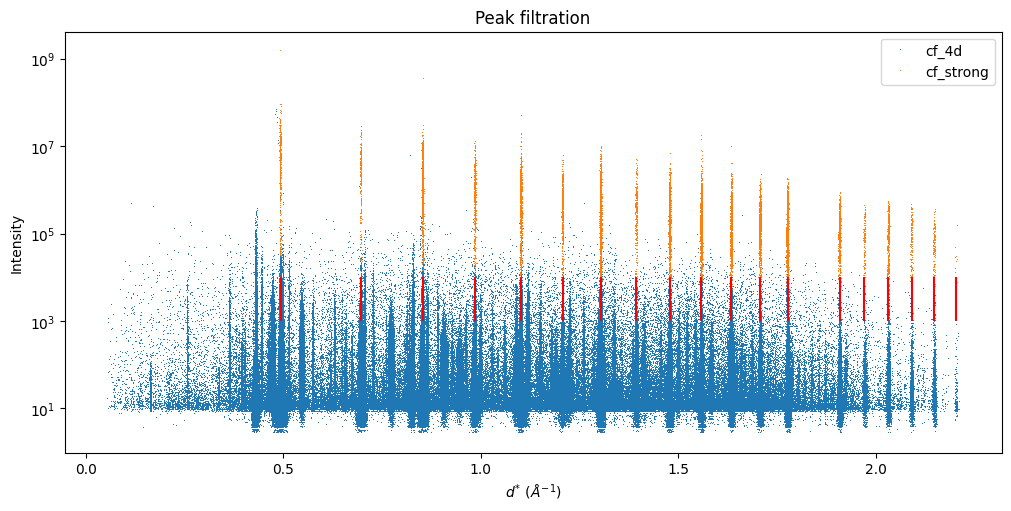 Peak filtration
cf_4d
cf_strong
Intensity
10⁹
10⁷
10⁵
10³
10¹
0.0 0.5 1.0 1.5 2.0
d* (Å⁻¹)